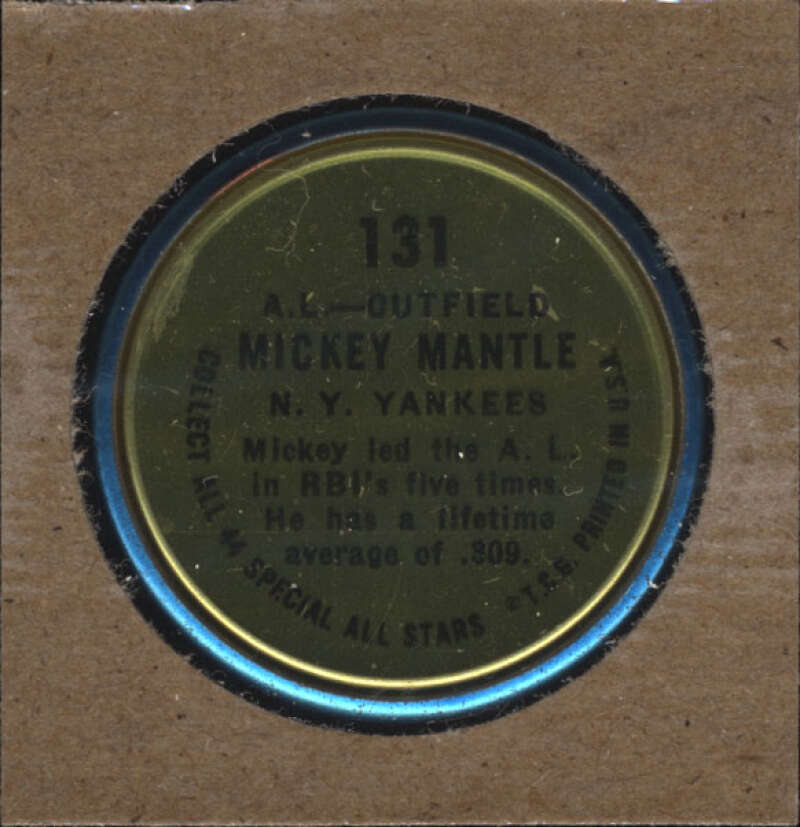 131
A.L.—OUTFIELD
MICKEY MANTLE
N. Y. YANKEES
Mickey led the A. L.
in RBI's five times.
He has a lifetime
average of .309.
COLLECT ALL 44 SPECIAL ALL STARS
©T.C.G. PRINTED IN U.S.A.